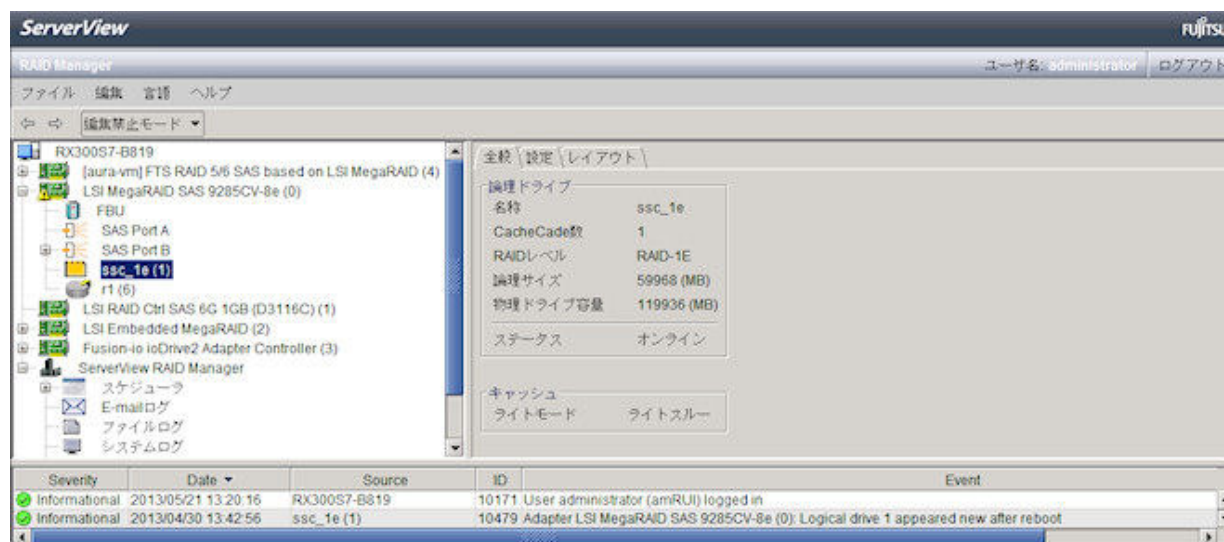 ServerView
FUJITSU
RAID Manager
ユーザ名: administrator ログアウト
ファイル 編集 言語 ヘルプ
編集禁止モード
RX300S7-B819
[aura-vm] FTS RAID 5/6 SAS based on LSI MegaRAID (4)
LSI MegaRAID SAS 9285CV-8e (0)
FBU
SAS Port A
SAS Port B
ssc_1e (1)
r1 (6)
LSI RAID Ctrl SAS 6G 1GB (D3116C) (1)
LSI Embedded MegaRAID (2)
Fusion-io ioDrive2 Adapter Controller (3)
ServerView RAID Manager
スケジューラ
E-mailログ
ファイルログ
システムログ
全般 設定 レイアウト
論理ドライブ
名称 ssc_1e
CacheCade数 1
RAIDレベル RAID-1E
論理サイズ 59968 (MB)
物理ドライブ容量 119936 (MB)
ステータス オンライン
キャッシュ
ライトモード ライトスルー
Severity Date Source ID Event
Informational 2013/05/21 13:20:16 RX300S7-B819 10171 User administrator (amRUI) logged in
Informational 2013/04/30 13:42:56 ssc_1e (1) 10479 Adapter LSI MegaRAID SAS 9285CV-8e (0): Logical drive 1 appeared new after reboot